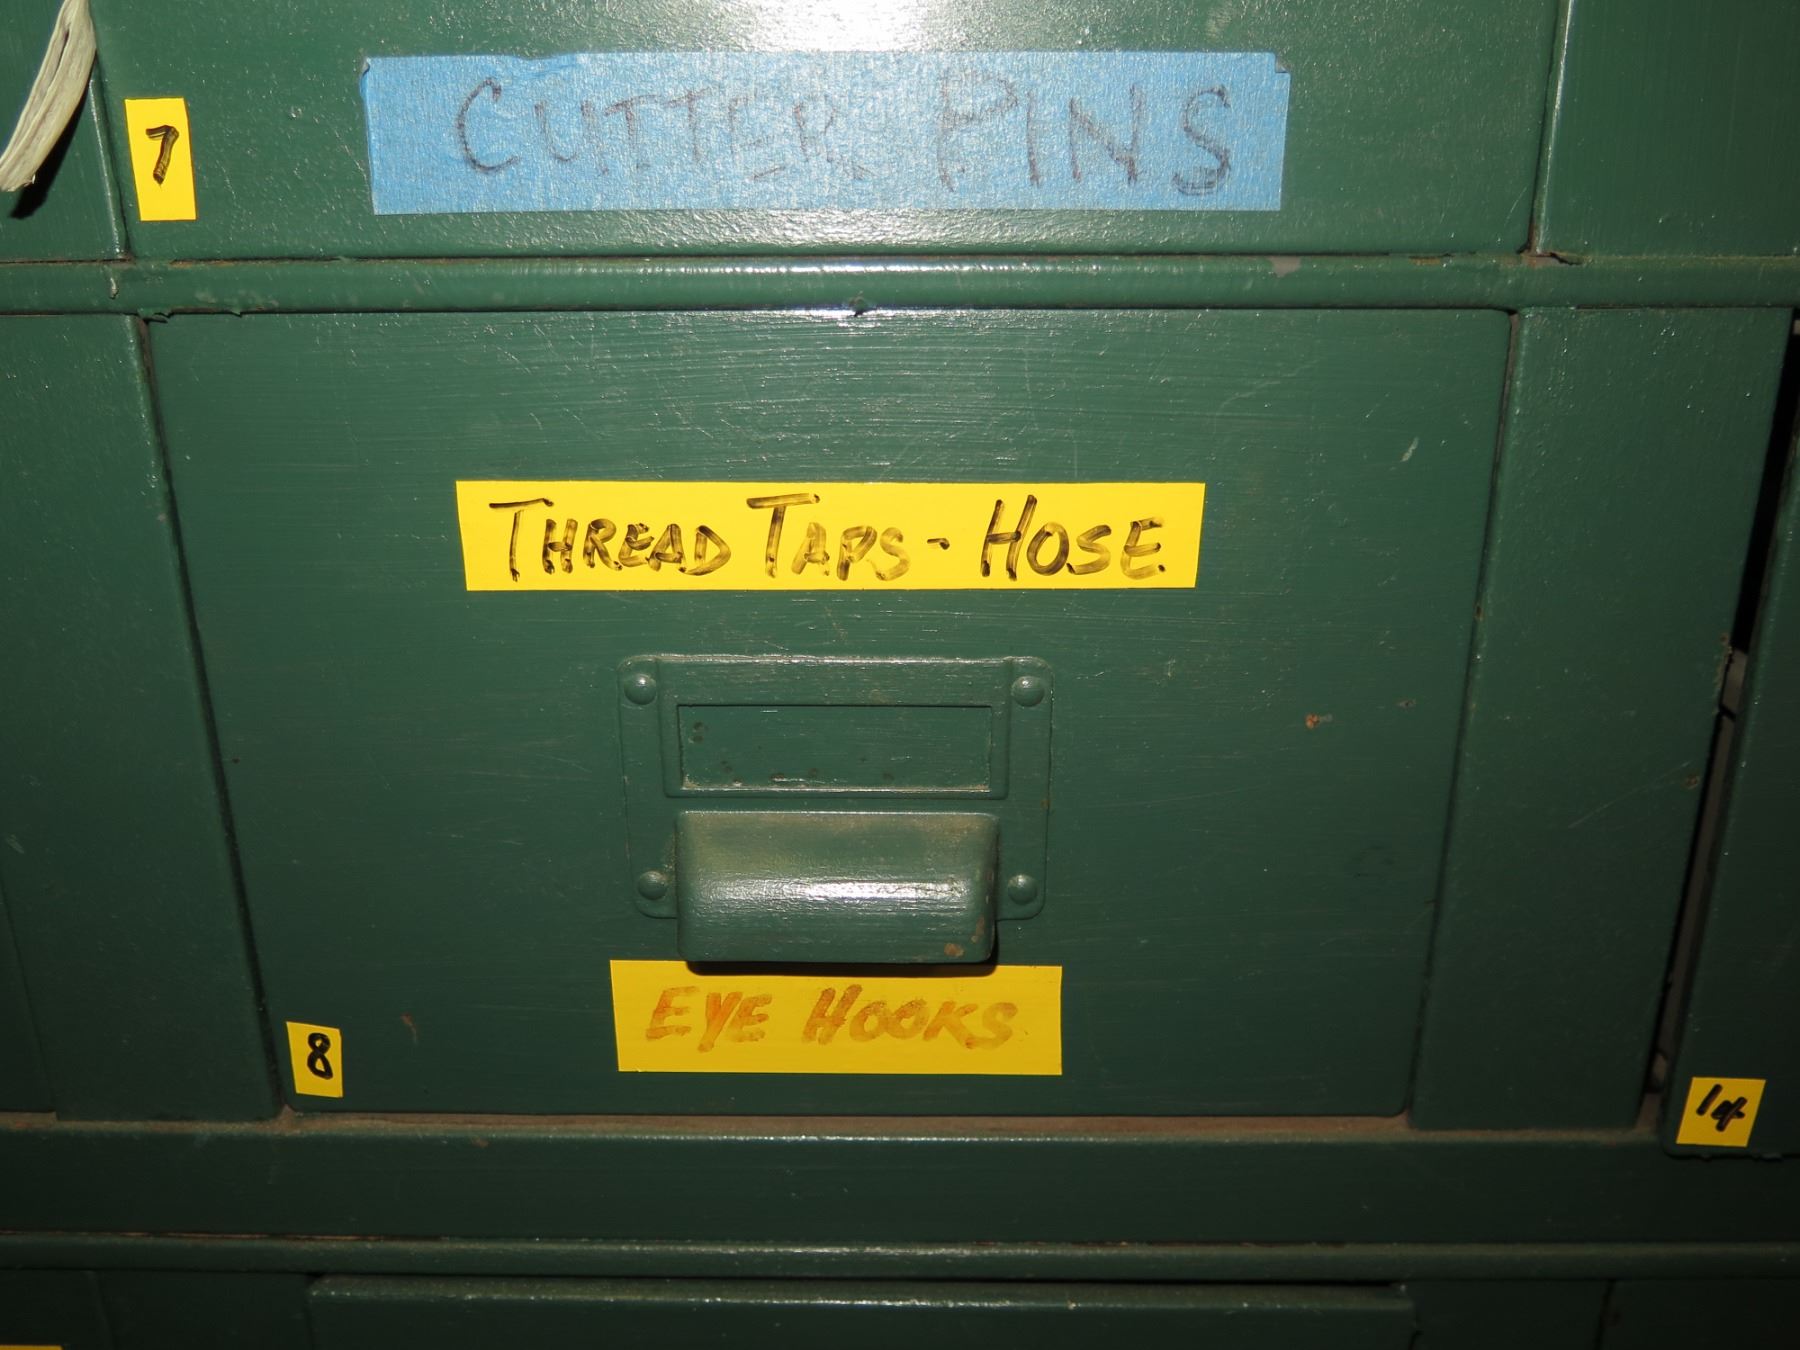 CUTTER PINS
7
THREAD TAPS - HOSE
EYE HOOKS
8
14